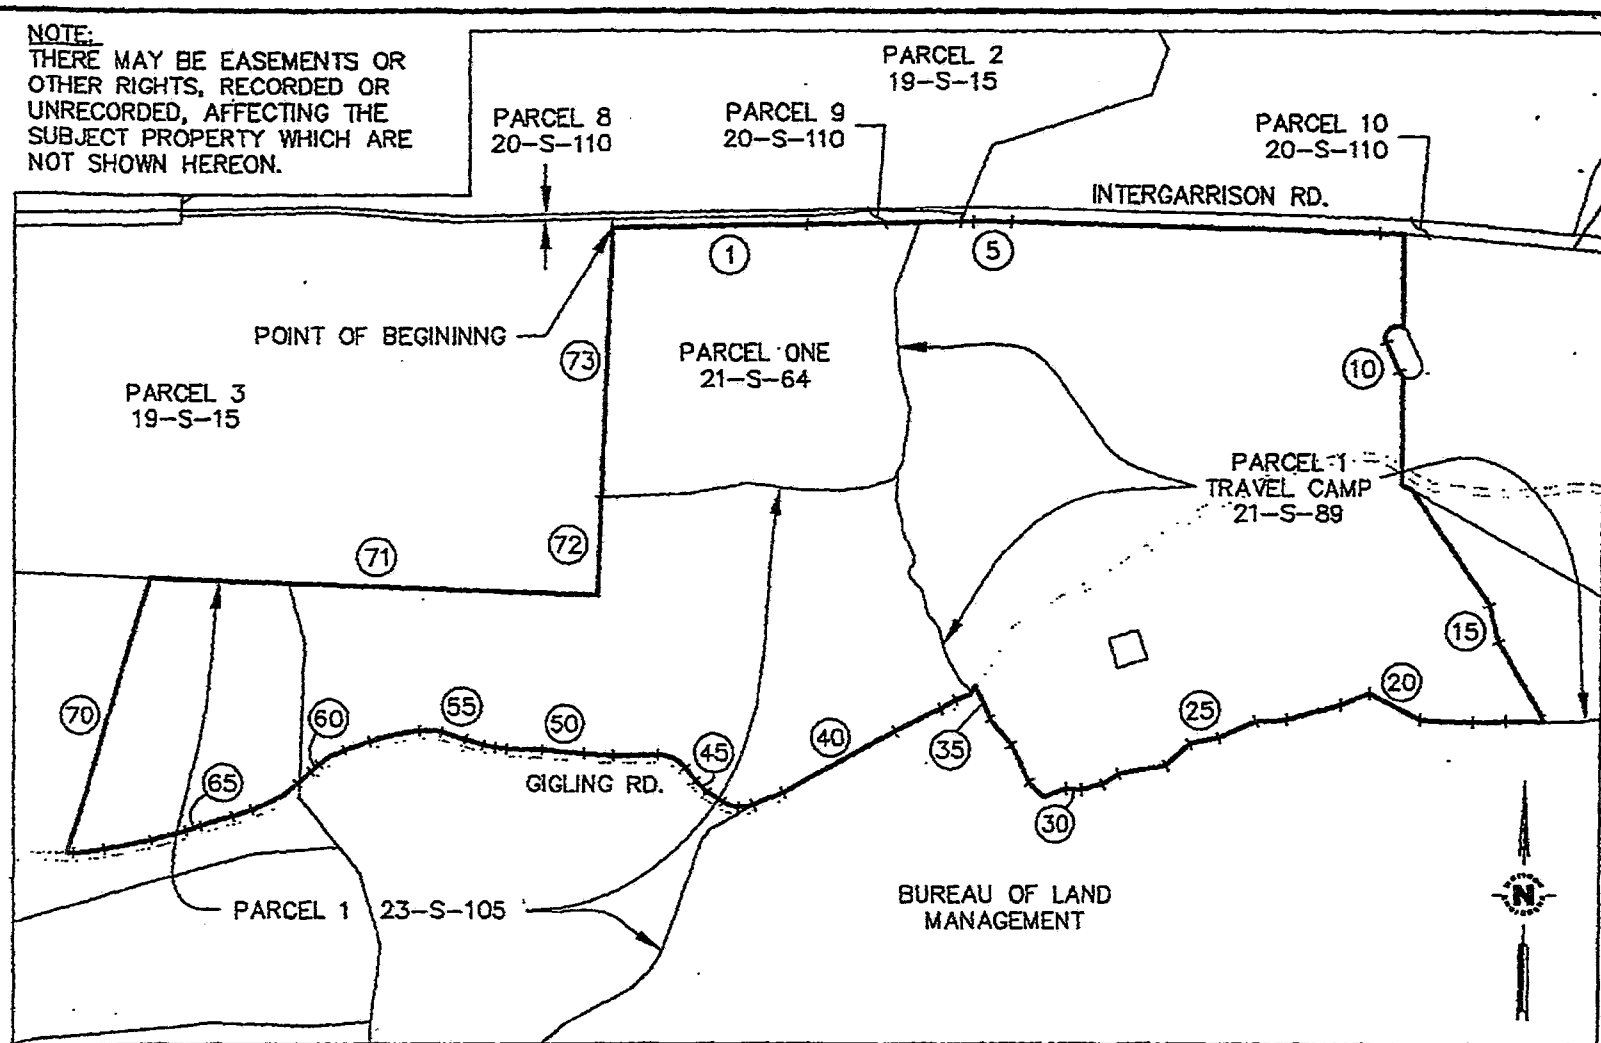 NOTE:
THERE MAY BE EASEMENTS OR
OTHER RIGHTS, RECORDED OR
UNRECORDED, AFFECTING THE
SUBJECT PROPERTY WHICH ARE
NOT SHOWN HEREON.
PARCEL 2
19-S-15
PARCEL 8
20-S-110
PARCEL 9
20-S-110
PARCEL 10
20-S-110
INTERGARRISON RD.
1
5
POINT OF BEGININNG
73
PARCEL ONE
21-S-64
10
PARCEL 3
19-S-15
PARCEL 1
TRAVEL CAMP
21-S-89
71
72
15
70
60
55
50
45
40
35
25
20
GIGLING RD.
65
30
PARCEL 1 23-S-105
BUREAU OF LAND
MANAGEMENT
N